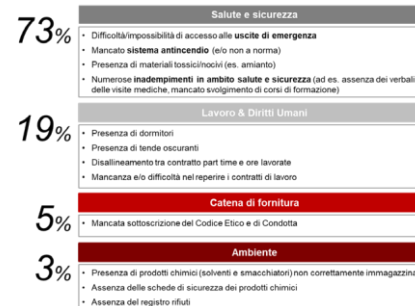 Salute e sicurezza
73%
• Difficoltà/impossibilità di accesso alle uscite di emergenza
• Mancato sistema antincendio (e/o non a norma)
• Presenza di materiali tossici/nocivi (es. amianto)
• Numerose inadempimenti in ambito salute e sicurezza (ad es. assenza dei verbali
delle visite mediche, mancato svolgimento di corsi di formazione)
Lavoro & Diritti Umani
19%
• Presenza di dormitori
• Presenza di tende oscuranti
• Disallineamento tra contratto part time e ore lavorate
• Mancanza e/o difficoltà nel reperire i contratti di lavoro
Catena di fornitura
5%
• Mancata sottoscrizione del Codice Etico e di Condotta
Ambiente
3%
• Presenza di prodotti chimici (solventi e smacchiatori) non correttamente immagazzina
• Assenza delle schede di sicurezza dei prodotti chimici
• Assenza del registro rifiuti